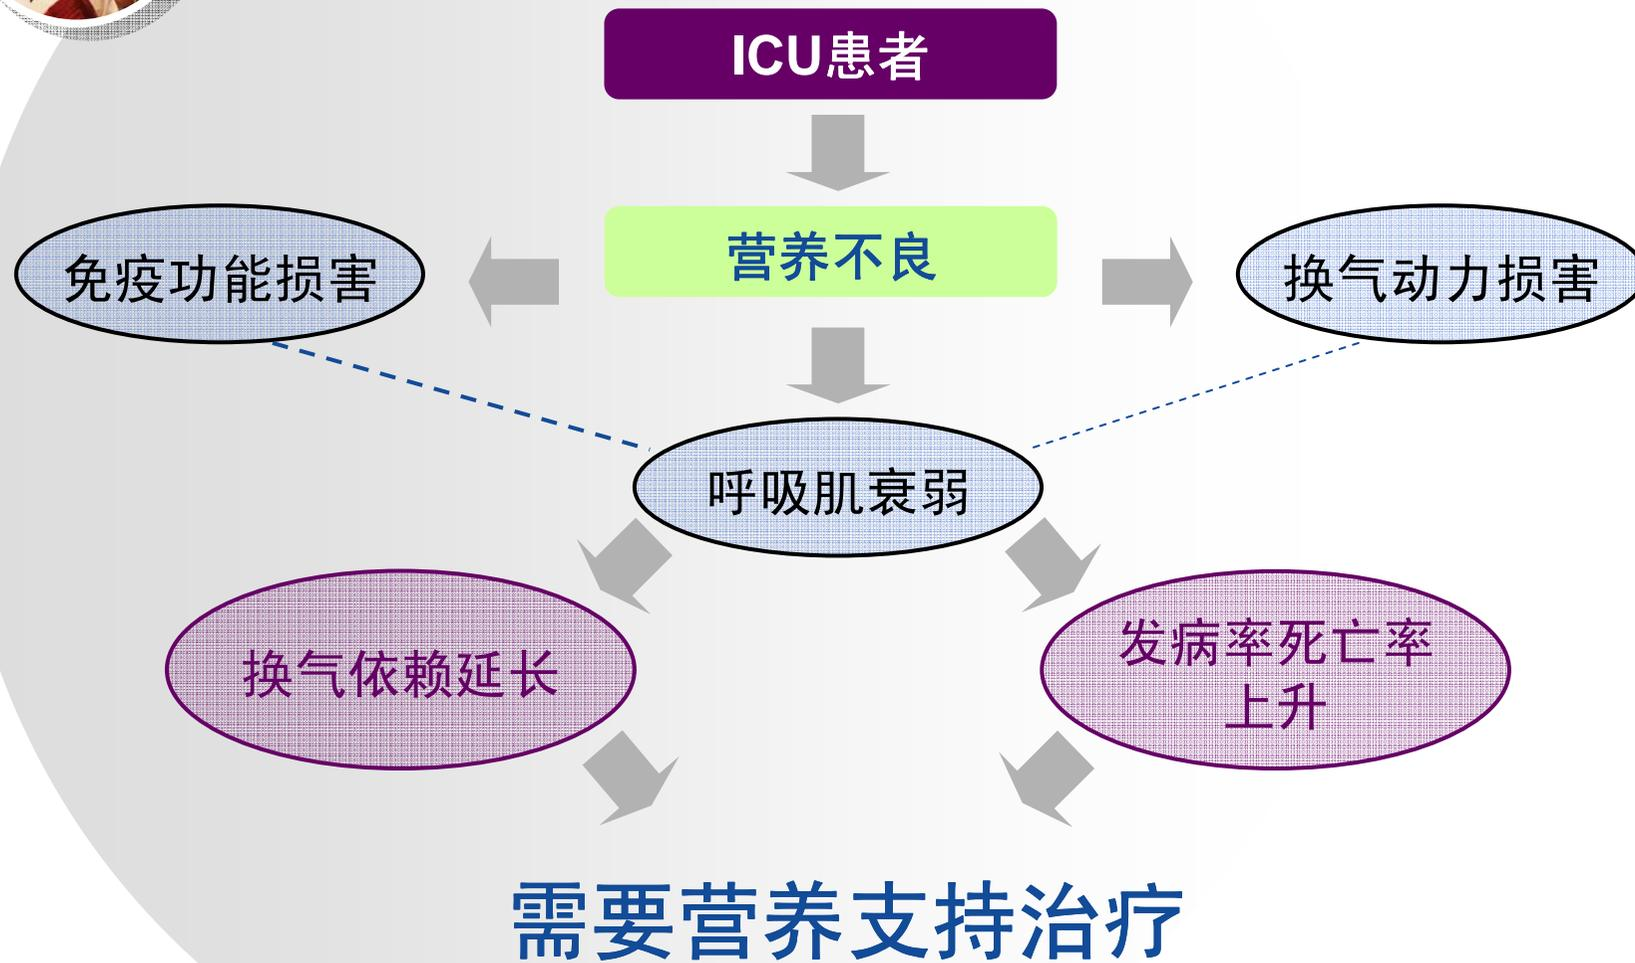 ICU患者
营养不良
免疫功能损害
换气动力损害
呼吸肌衰弱
换气依赖延长
发病率死亡率
上升
需要营养支持治疗